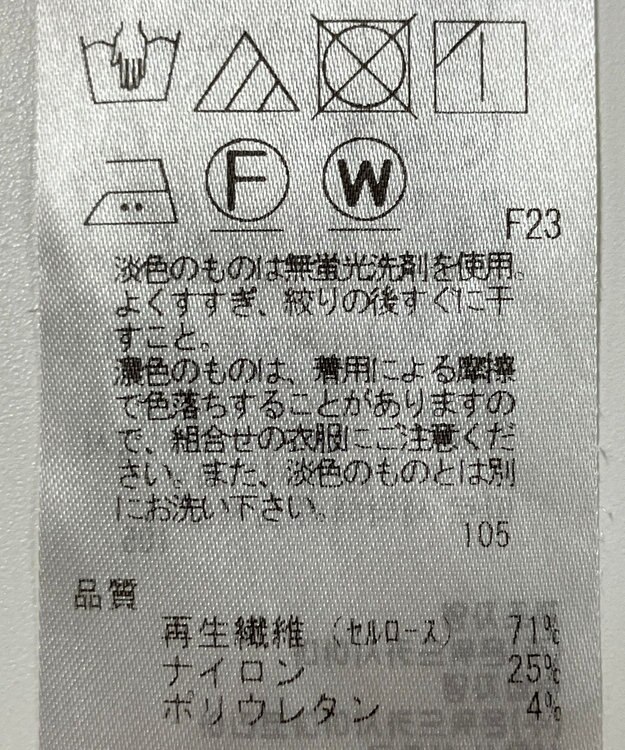 F W
F23
淡色のものは無蛍光洗剤を使用。
よくすすぎ、絞りの後すぐに干
すこと。
濃色のものは、着用による摩擦
で色落ちすることがありますの
で、組合せの衣服にご注意くだ
さい。また、淡色のものとは別
にお洗い下さい。
105
品質
再生繊維（セルロース） 71%
ナイロン 25%
ポリウレタン 4%